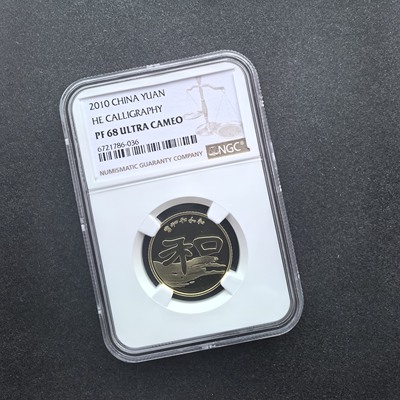 2010 CHINA YUAN
HE CALLIGRAPHY
PF 68 ULTRA CAMEO
6721786-036
NUMISMATIC GUARANTY COMPANY
NGC
和